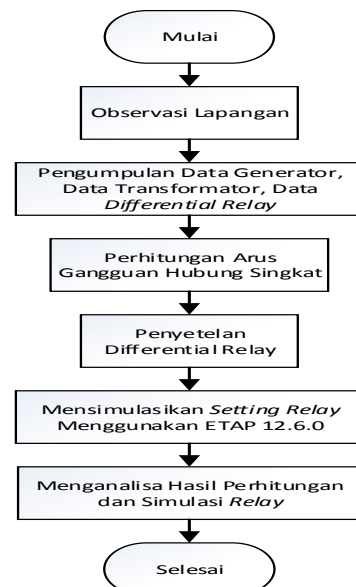 Mulai
Observasi Lapangan
Pengumpulan Data Generator,
Data Transformator, Data
Differential Relay
Perhitungan Arus
Gangguan Hubung Singkat
Penyetelan
Differential Relay
Mensimulasikan Setting Relay
Menggunakan ETAP 12.6.0
Menganalisa Hasil Perhitungan
dan Simulasi Relay
Selesai